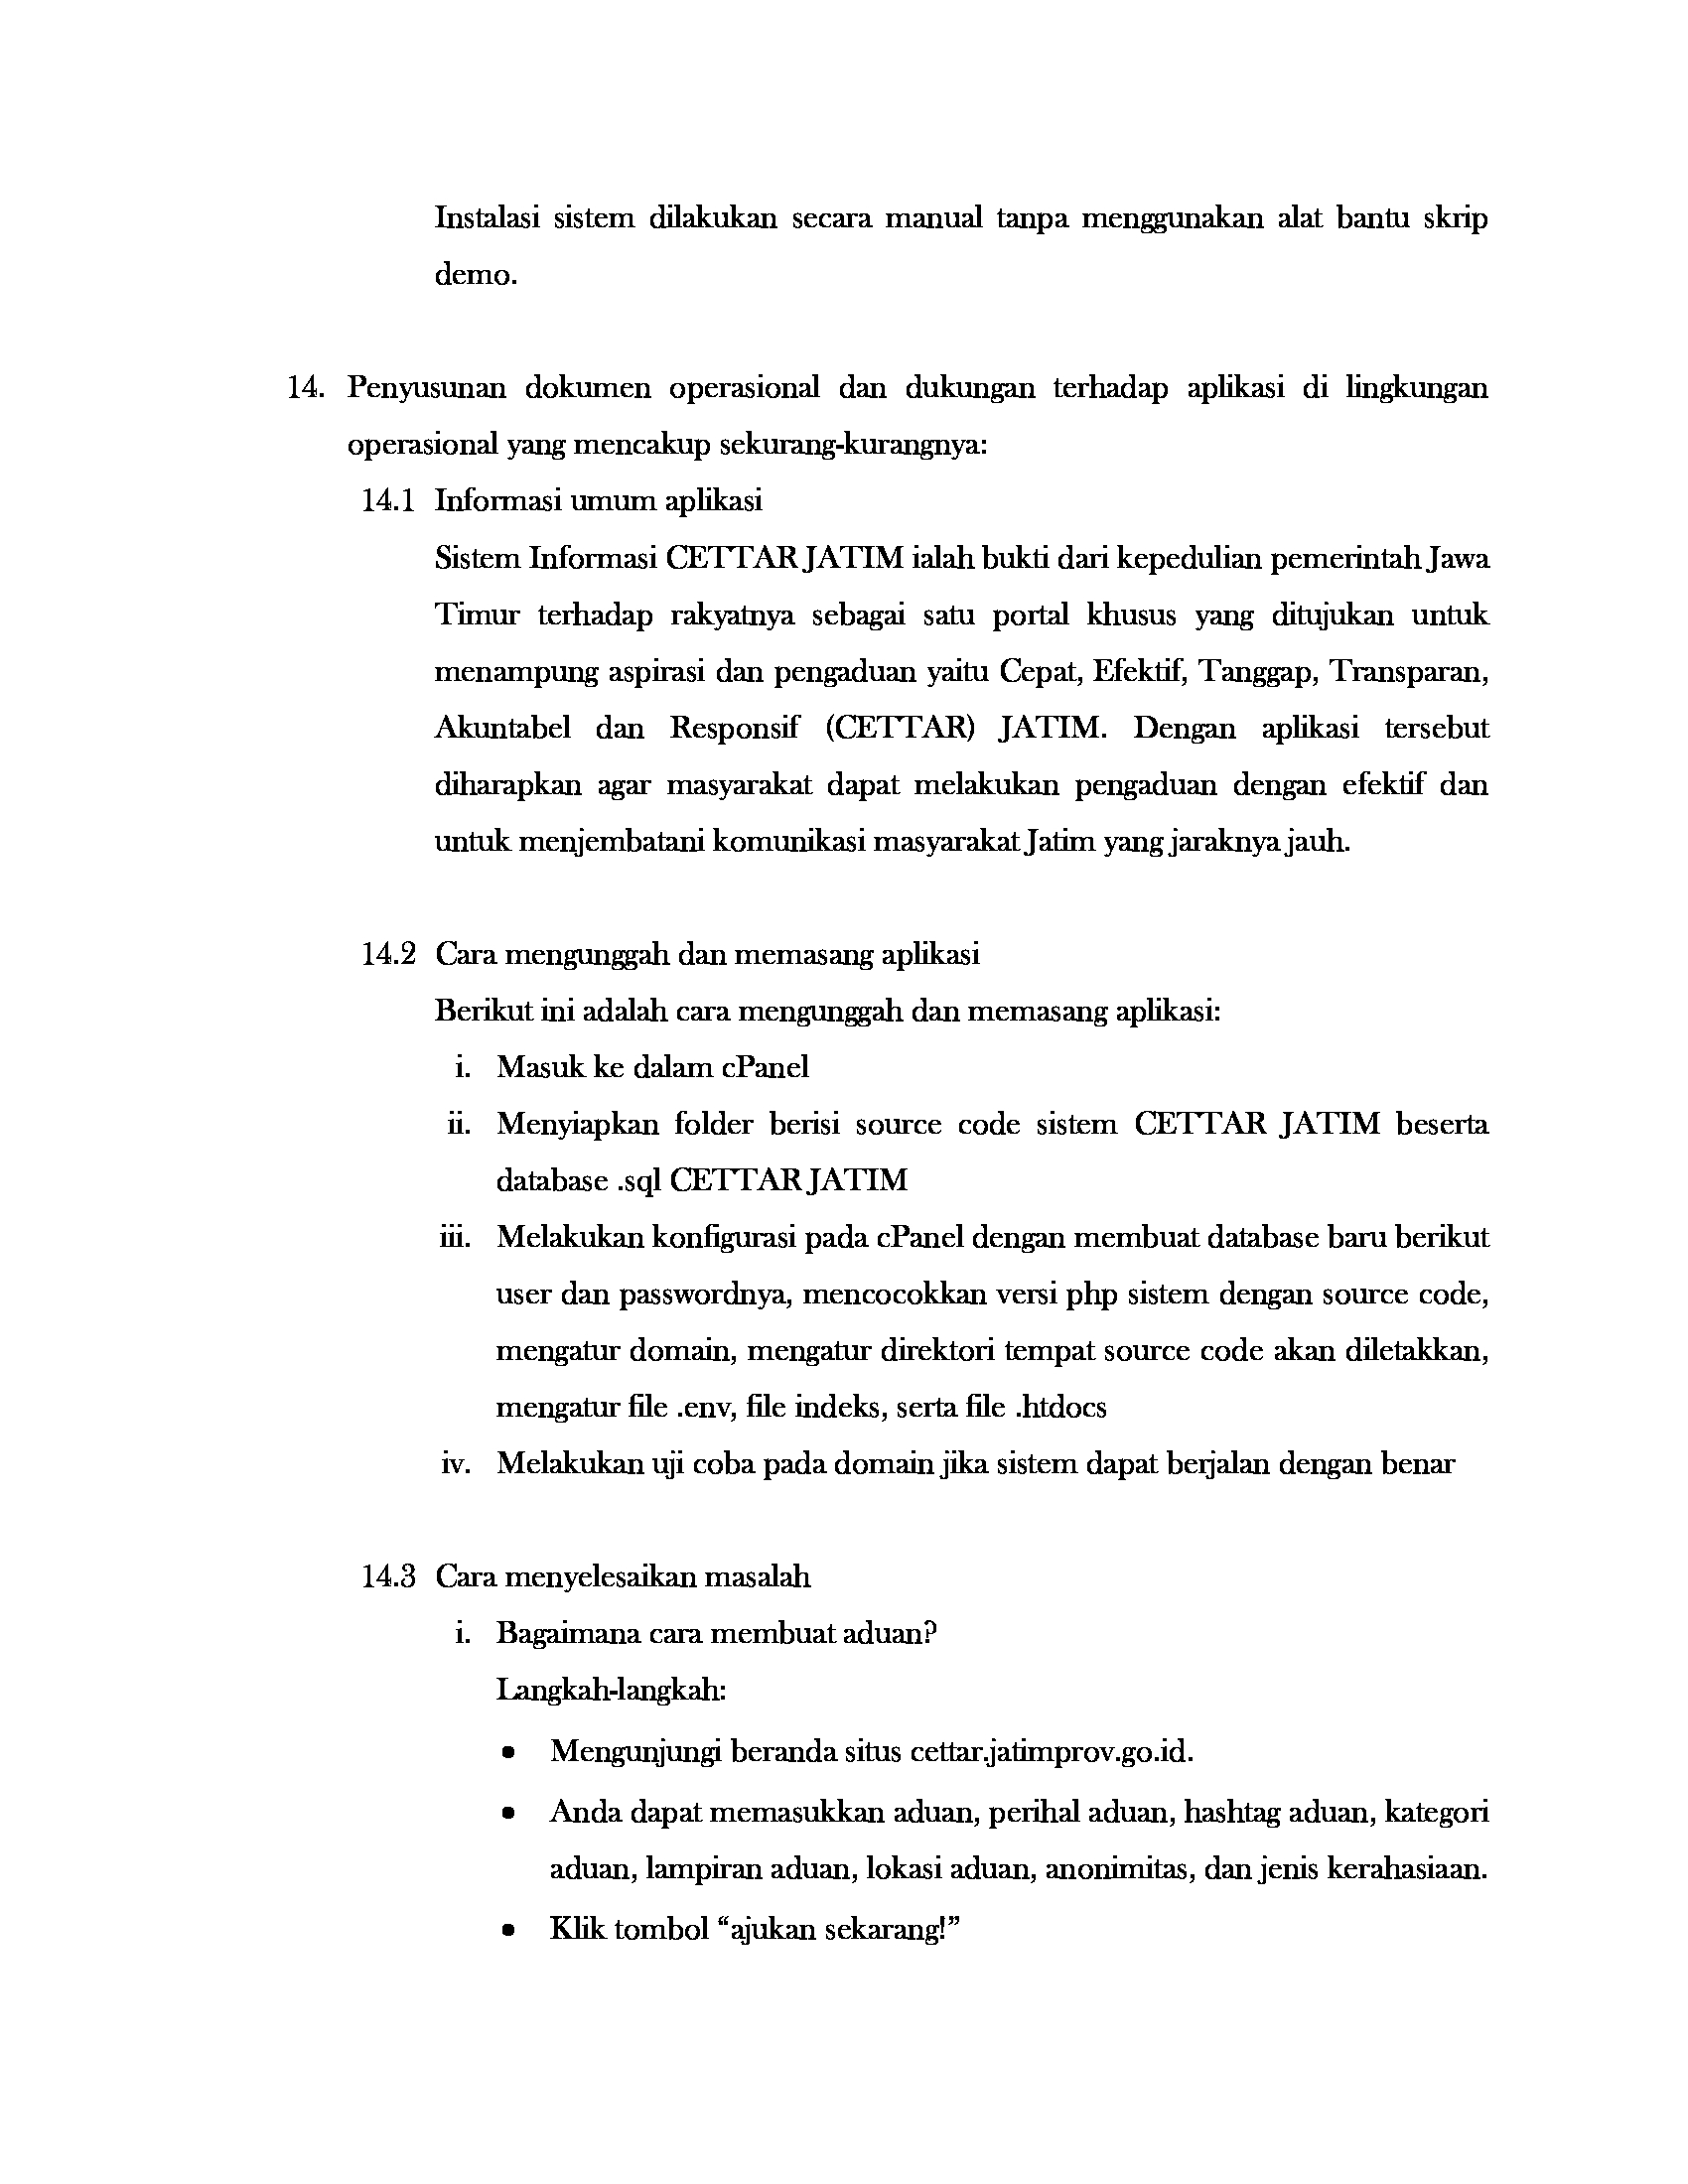 Instalasi sistem dilakukan secara manual tanpa menggunakan alat bantu skrip
demo.
14. Penyusunan dokumen operasional dan dukungan terhadap aplikasi di lingkungan
operasional yang mencakup sekurang-kurangnya:
14.1 Informasi umum aplikasi
Sistem Informasi CETTAR JATIM ialah bukti dari kepedulian pemerintah Jawa
Timur terhadap rakyatnya sebagai satu portal khusus yang ditujukan untuk
menampung aspirasi dan pengaduan yaitu Cepat, Efektif, Tanggap, Transparan,
Akuntabel dan Responsif (CETTAR) JATIM. Dengan aplikasi tersebut
diharapkan agar masyarakat dapat melakukan pengaduan dengan efektif dan
untuk menjembatani komunikasi masyarakat Jatim yang jaraknya jauh.
14.2 Cara mengunggah dan memasang aplikasi
Berikut ini adalah cara mengunggah dan memasang aplikasi:
i. Masuk ke dalam cPanel
ii. Menyiapkan folder berisi source code sistem CETTAR JATIM beserta
database .sql CETTAR JATIM
iii. Melakukan konfigurasi pada cPanel dengan membuat database baru berikut
user dan passwordnya, mencocokkan versi php sistem dengan source code,
mengatur domain, mengatur direktori tempat source code akan diletakkan,
mengatur file .env, file indeks, serta file .htdocs
iv. Melakukan uji coba pada domain jika sistem dapat berjalan dengan benar
14.3 Cara menyelesaikan masalah
i. Bagaimana cara membuat aduan?
Langkah-langkah:
• Mengunjungi beranda situs cettar.jatimprov.go.id.
• Anda dapat memasukkan aduan, perihal aduan, hashtag aduan, kategori
aduan, lampiran aduan, lokasi aduan, anonimitas, dan jenis kerahasiaan.
• Klik tombol “ajukan sekarang!”